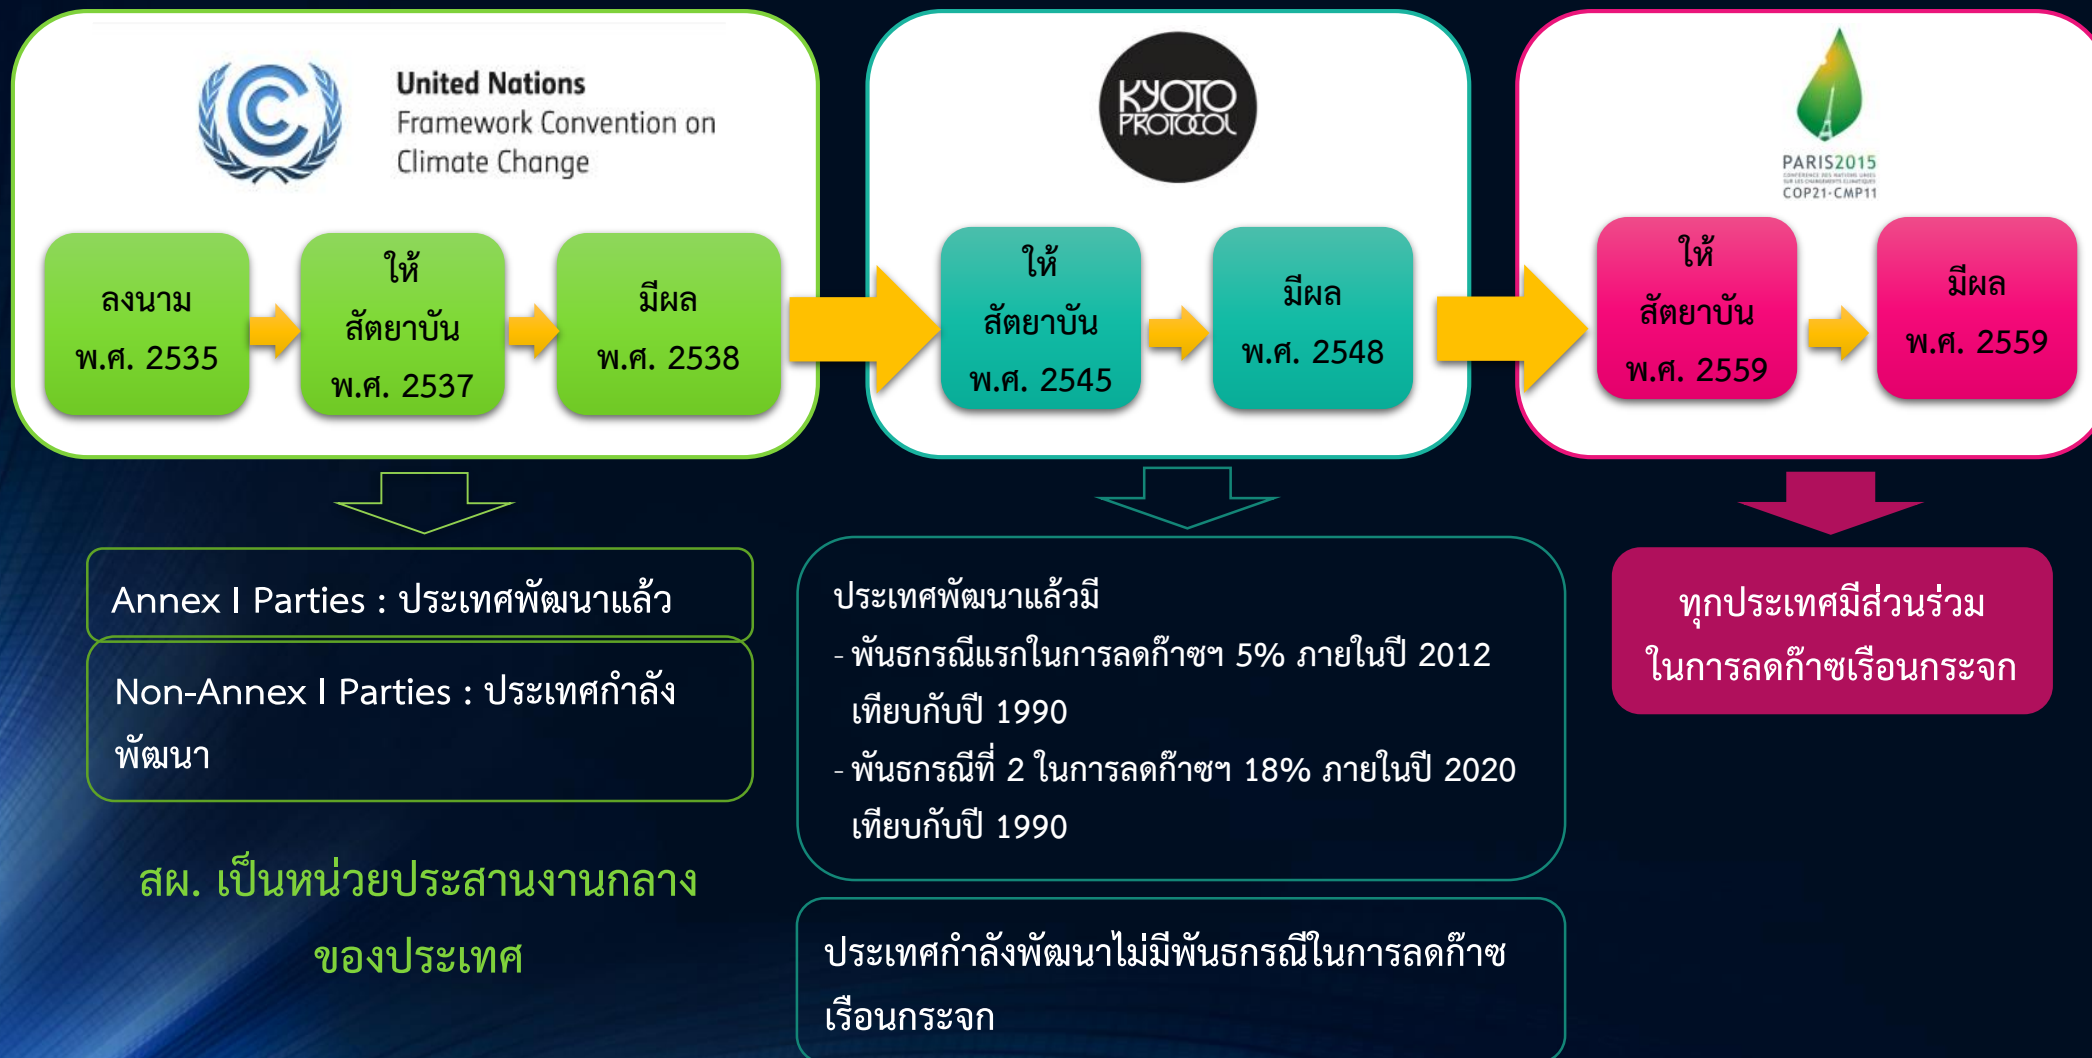 United Nations
Framework Convention on
Climate Change
ลงนาม
พ.ศ. 2535
ให้
สัตยาบัน
พ.ศ. 2537
มีผล
พ.ศ. 2538
KYOTO
PROTOCOL
ให้
สัตยาบัน
พ.ศ. 2545
มีผล
พ.ศ. 2548
PARIS2015
CONFÉRENCE DES NATIONS UNIES
SUR LES CHANGEMENTS CLIMATIQUES
COP21·CMP11
ให้
สัตยาบัน
พ.ศ. 2559
มีผล
พ.ศ. 2559
Annex I Parties : ประเทศพัฒนาแล้ว
Non-Annex I Parties : ประเทศกำลัง
พัฒนา
สผ. เป็นหน่วยประสานงานกลาง
ของประเทศ
ประเทศพัฒนาแล้วมี
- พันธกรณีแรกในการลดก๊าซฯ 5% ภายในปี 2012
เทียบกับปี 1990
- พันธกรณีที่ 2 ในการลดก๊าซฯ 18% ภายในปี 2020
เทียบกับปี 1990
ประเทศกำลังพัฒนาไม่มีพันธกรณีในการลดก๊าซ
เรือนกระจก
ทุกประเทศมีส่วนร่วม
ในการลดก๊าซเรือนกระจก